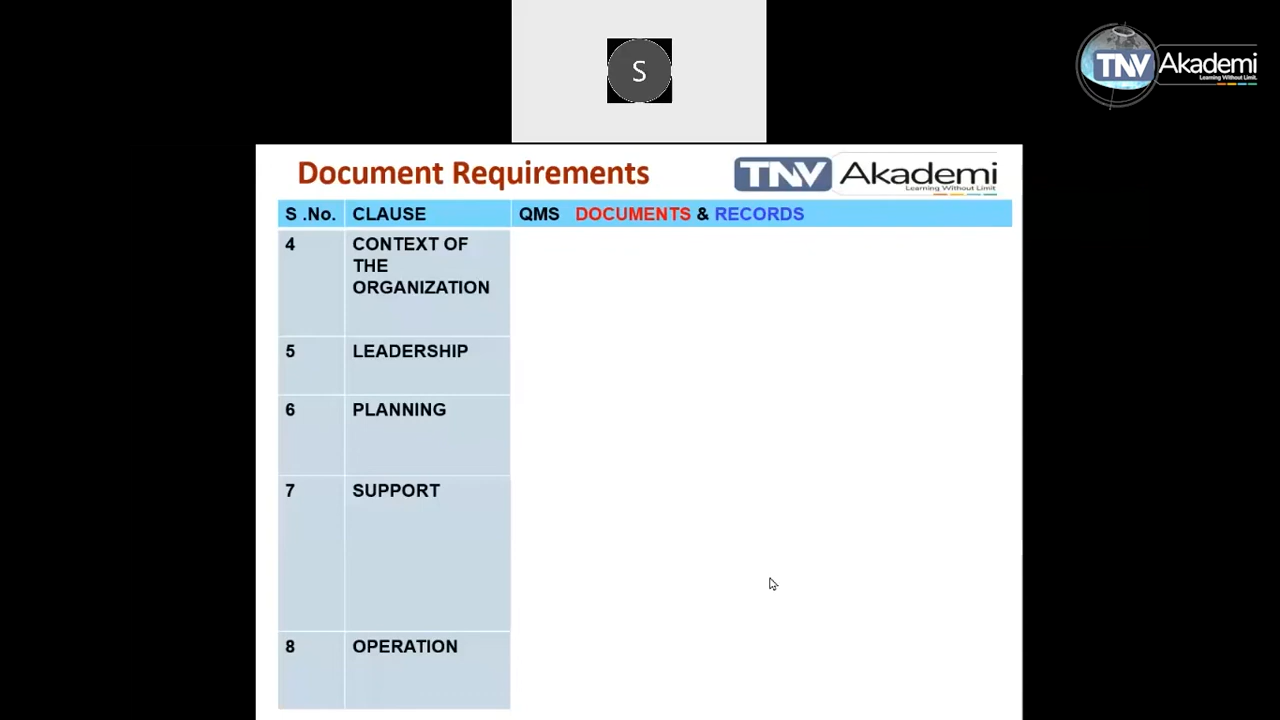 S
TNV Akademi
Learning Without Limit.
Document Requirements
TNV Akademi
Learning Without Limit
S .No. CLAUSE QMS DOCUMENTS & RECORDS
4 CONTEXT OF
THE
ORGANIZATION
5 LEADERSHIP
6 PLANNING
7 SUPPORT
8 OPERATION